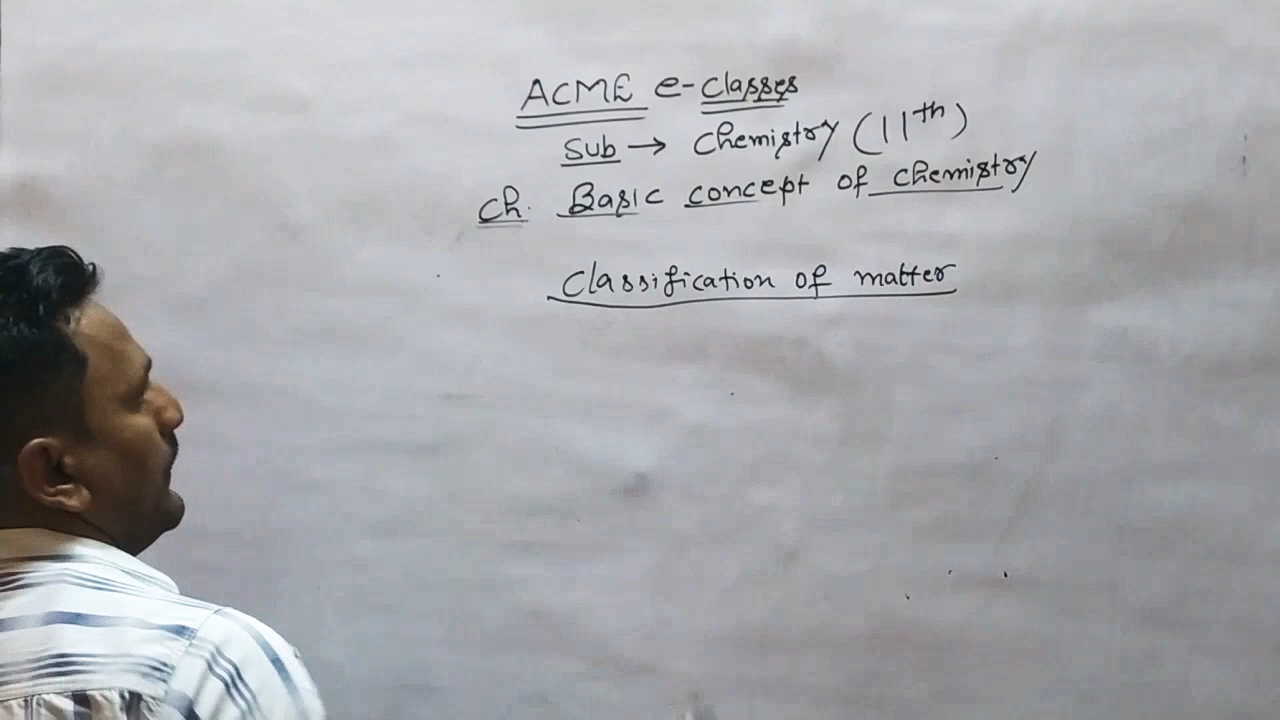 ACME e-classes
Sub → Chemistry (11th)
Ch. Basic concept of chemistry
Classification of matter